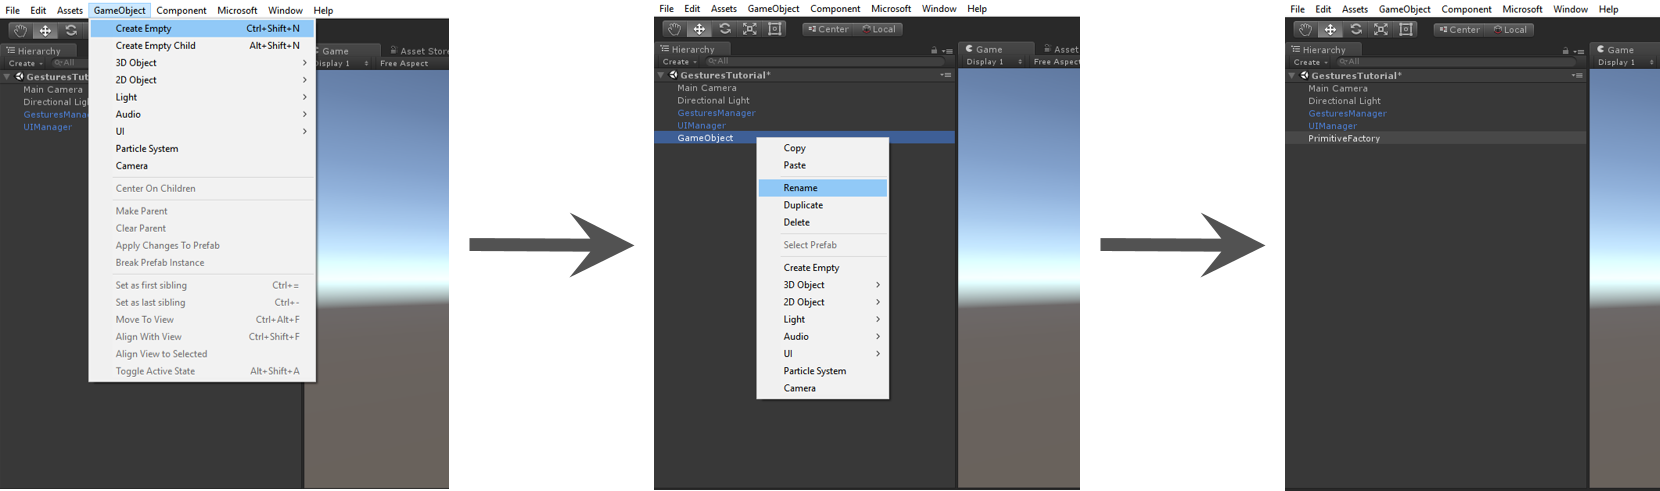 File Edit Assets GameObject Component Microsoft Window Help
Hierarchy
Create All
GesturesTut
Main Camera
Directional Ligh
GesturesMana
UIManager
Create Empty Ctrl+Shift+N
Create Empty Child Alt+Shift+N
3D Object
2D Object
Light
Audio
UI
Particle System
Camera
Center On Children
Make Parent
Clear Parent
Apply Changes To Prefab
Break Prefab Instance
Set as first sibling Ctrl+=
Set as last sibling Ctrl+-
Move To View Ctrl+Alt+F
Align With View Ctrl+Shift+F
Align View to Selected
Toggle Active State Alt+Shift+A
Game Asset Store
Display 1 Free Aspect
File Edit Assets GameObject Component Microsoft Window Help
Center Local
Hierarchy
Create All
GesturesTutorial*
Main Camera
Directional Light
GesturesManager
UIManager
GameObject
Copy
Paste
Rename
Duplicate
Delete
Select Prefab
Create Empty
3D Object
2D Object
Light
Audio
UI
Particle System
Camera
Game Asset
Display 1 Free Aspect
File Edit Assets GameObject Component Microsoft Window Help
Center Local
Hierarchy
Create All
GesturesTutorial*
Main Camera
Directional Light
GesturesManager
UIManager
PrimitiveFactory
Game
Display 1